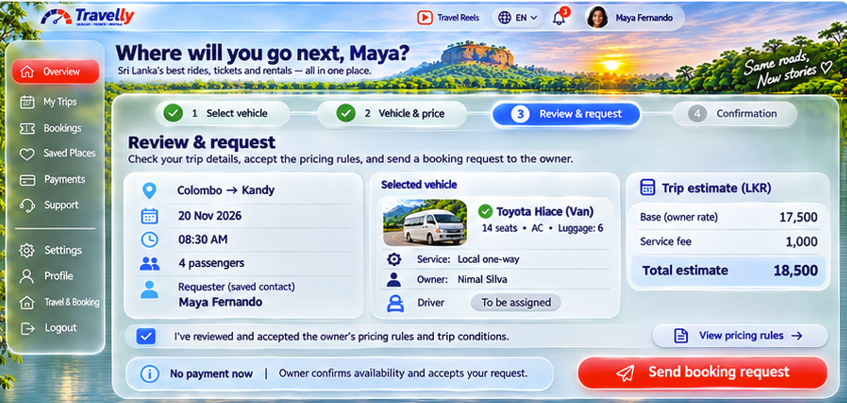 Travelly
Travel Reels
EN
3
Maya Fernando
Where will you go next, Maya?
Sri Lanka's best rides, tickets and rentals — all in one place.
Same roads,
New stories ♡
Overview
My Trips
Bookings
Saved Places
Payments
Support
Settings
Profile
Travel & Booking
Logout
1 Select vehicle
2 Vehicle & price
3 Review & request
4 Confirmation
Review & request
Check your trip details, accept the pricing rules, and send a booking request to the owner.
Colombo → Kandy
20 Nov 2026
08:30 AM
4 passengers
Requester (saved contact)
Maya Fernando
Selected vehicle
Toyota Hiace (Van)
14 seats • AC • Luggage: 6
Service: Local one-way
Owner: Nimal Silva
Driver To be assigned
Trip estimate (LKR)
Base (owner rate) 17,500
Service fee 1,000
Total estimate 18,500
I've reviewed and accepted the owner's pricing rules and trip conditions.
View pricing rules →
No payment now | Owner confirms availability and accepts your request.
Send booking request